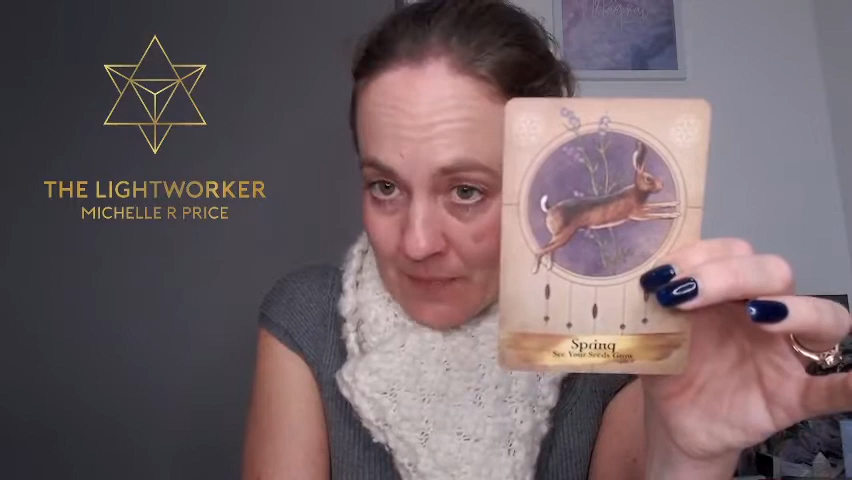 THE LIGHTWORKER
MICHELLE R PRICE
Spring
See Your Seeds Grow